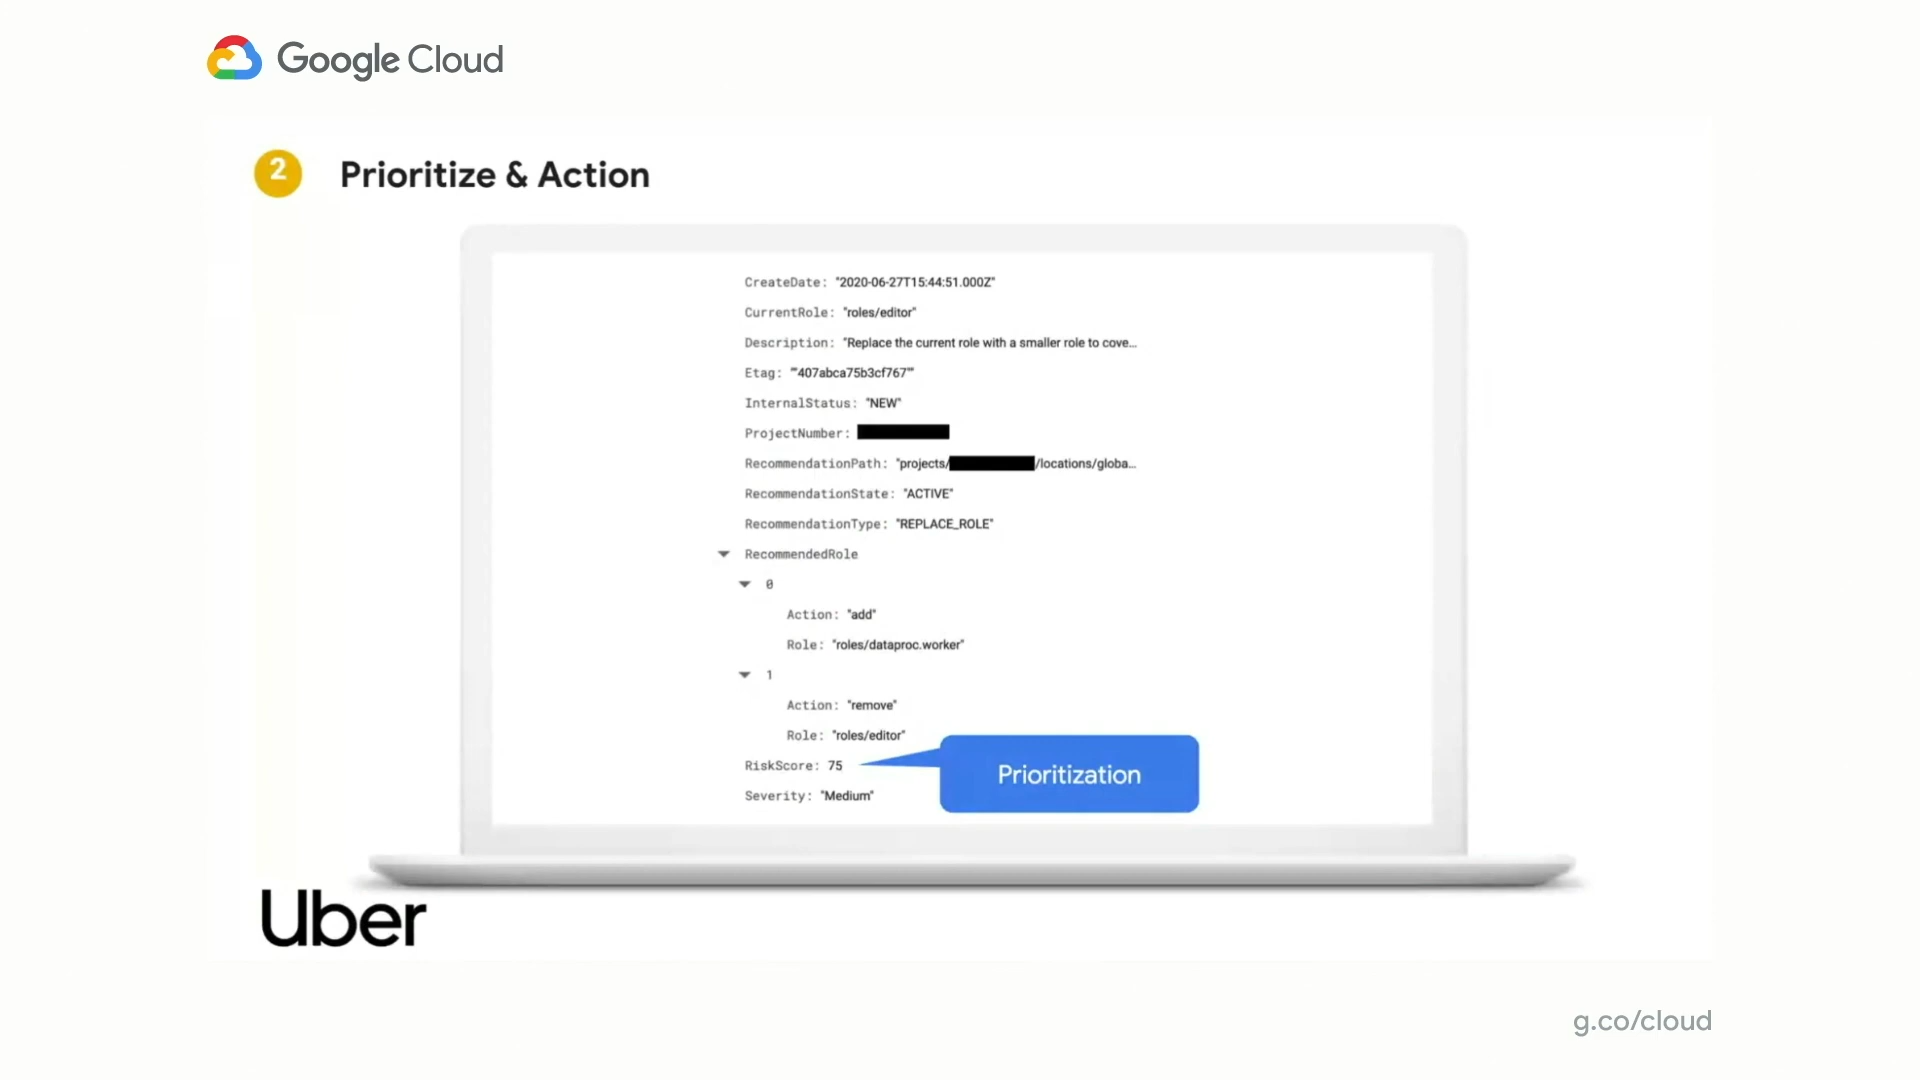 Google Cloud
2 Prioritize & Action
CreateDate: "2020-06-27T15:44:51.000Z"
CurrentRole: "roles/editor"
Description: "Replace the current role with a smaller role to cove...
Etag: ""407abca75b3cf767""
InternalStatus: "NEW"
ProjectNumber:
RecommendationPath: "projects/ /locations/globa...
RecommendationState: "ACTIVE"
RecommendationType: "REPLACE_ROLE"
RecommendedRole
0
Action: "add"
Role: "roles/dataproc.worker"
1
Action: "remove"
Role: "roles/editor"
RiskScore: 75
Prioritization
Severity: "Medium"
Uber
g.co/cloud